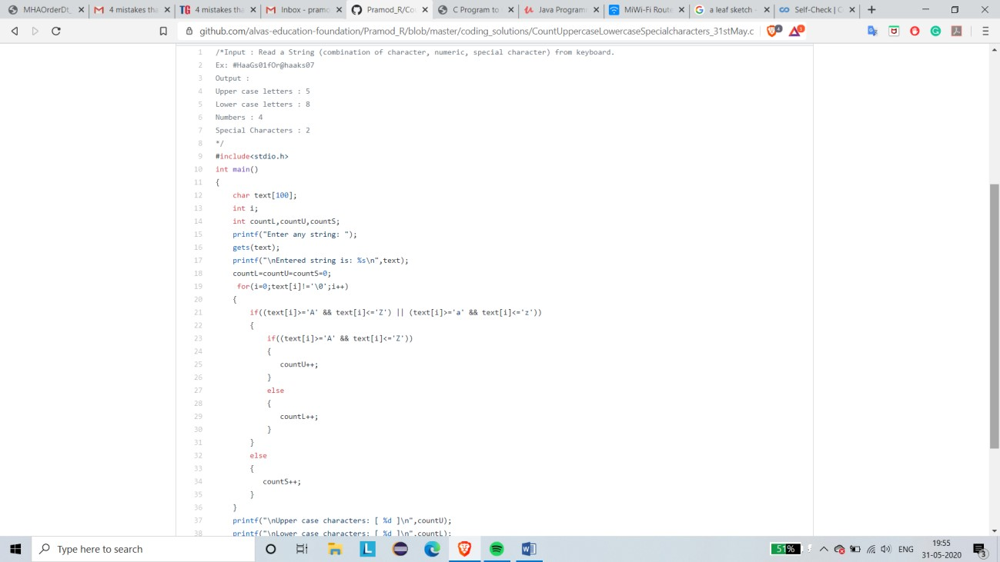 MHAOrderDt_ 4 mistakes tha 4 mistakes tha Inbox - pramo Pramod_R/Co C Program to Java Program MiWi-Fi Route a leaf sketch - Self-Check | C
github.com/alvas-education-foundation/Pramod_R/blob/master/coding_solutions/CountUppercaseLowercaseSpecialcharacters_31stMay.c
1 /*Input : Read a String (combination of character, numeric, special character) from keyboard.
2 Ex: #HaaGs01fOr@haaks07
3 Output :
4 Upper case letters : 5
5 Lower case letters : 8
6 Numbers : 4
7 Special Characters : 2
8 */
9 #include<stdio.h>
10 int main()
11 {
12 char text[100];
13 int i;
14 int countL,countU,countS;
15 printf("Enter any string: ");
16 gets(text);
17 printf("\nEntered string is: %s\n",text);
18 countL=countU=countS=0;
19 for(i=0;text[i]!='\0';i++)
20 {
21 if((text[i]>='A' && text[i]<='Z') || (text[i]>='a' && text[i]<='z'))
22 {
23 if((text[i]>='A' && text[i]<='Z'))
24 {
25 countU++;
26 }
27 else
28 {
29 countL++;
30 }
31 }
32 else
33 {
34 countS++;
35 }
36 }
37 printf("\nUpper case characters: [ %d ]\n",countU);
38 printf("\nLower case characters: [ %d ]\n",countL);
Type here to search 51% ENG 19:55
31-05-2020 3